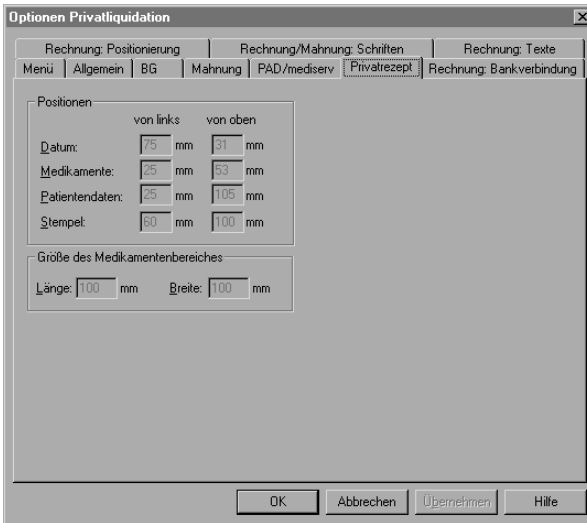 Optionen Privatliquidation
Rechnung: Positionierung Rechnung/Mahnung: Schriften Rechnung: Texte
Menü Allgemein BG Mahnung PAD/mediserv Privatrezept Rechnung: Bankverbindung
Positionen
von links von oben
Datum: 75 mm 31 mm
Medikamente: 25 mm 53 mm
Patientendaten: 25 mm 105 mm
Stempel: 60 mm 100 mm
Größe des Medikamentenbereiches
Länge: 100 mm Breite: 100 mm
OK Abbrechen Übernehmen Hilfe